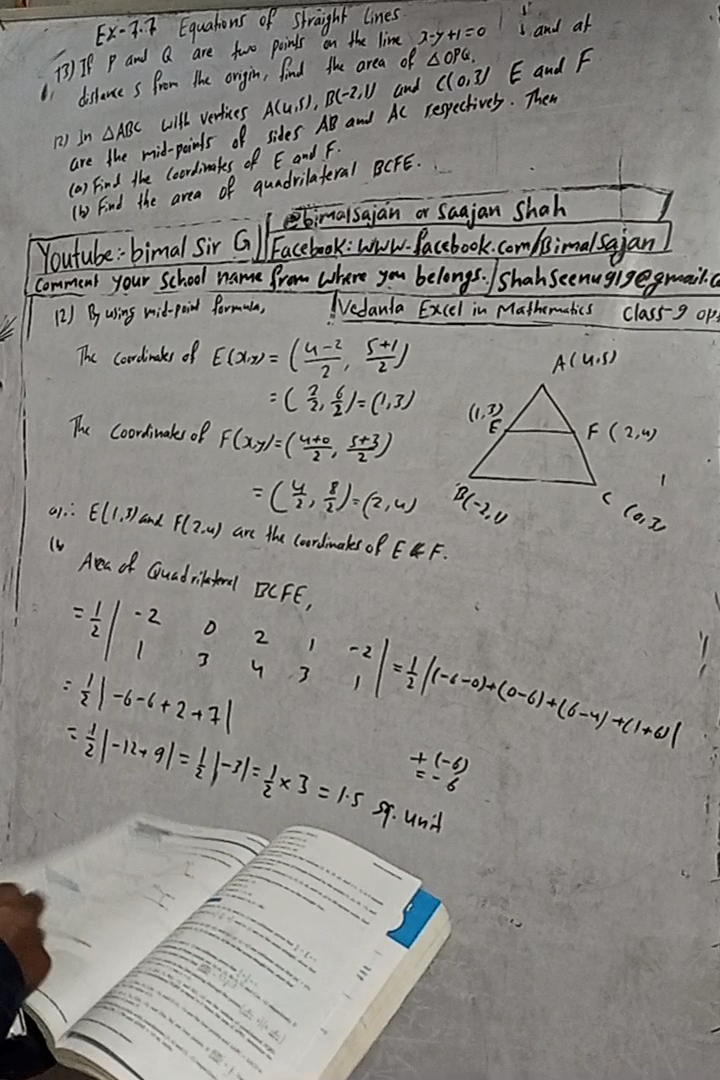 Ex-7.7 Equations of Straight Lines
13) If P and Q are two points on the line x-y+1=0 and at
distance 5 from the origin, find the area of △OPQ.
12) In △ABC with vertices A(4,5), B(-2,1) and C(0,3) E and F
are the mid-points of sides AB and AC respectively. Then
(a) Find the Coordinates of E and F.
(b) Find the area of quadrilateral BCFE.
@bimalsajan or Saajan Shah
Youtube:- bimal Sir G
Facebook: www.facebook.com/Bimalsajan
Comment your School name from where you belongs. / Shahseenu919@gmail.
12) By using mid-point formula,
Vedanta Excel in Mathematics Class-9 op
The Coordinates of E(x,y) = (4-2/2, 5+1/2)
= (2/2, 6/2) = (1,3)
The Coordinates of F(x,y) = (4+0/2, 5+3/2)
= (4/2, 8/2) = (2,4)
A(4,5)
(1,3)
E
F (2,4)
B(-2,1)
C (0,3)
a) ∴ E(1,3) and F(2,4) are the Coordinates of E & F.
(b) Area of Quadrilateral BCFE,
= 1/2 | -2 0 2 1 -2
1 3 4 3 1 | = 1/2 |(-6-0)+(0-6)+(6-4)+(1+6)|
= 1/2 |-6-6+2+7|
= 1/2 |-12+9| = 1/2 |-3| = 1/2 × 3 = 1.5 sq. unit
+ (-6)
= - 6